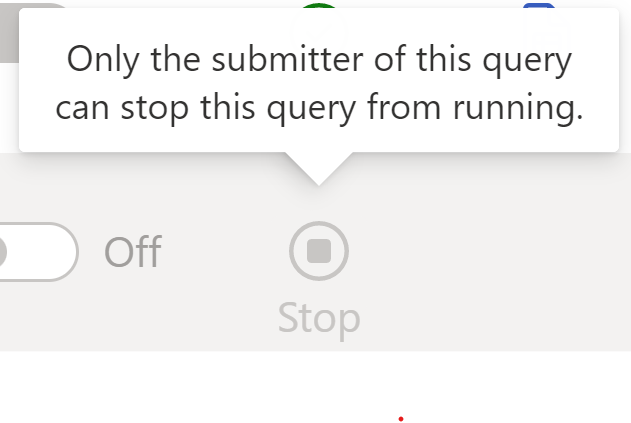 Only the submitter of this query
can stop this query from running.
Off
Stop